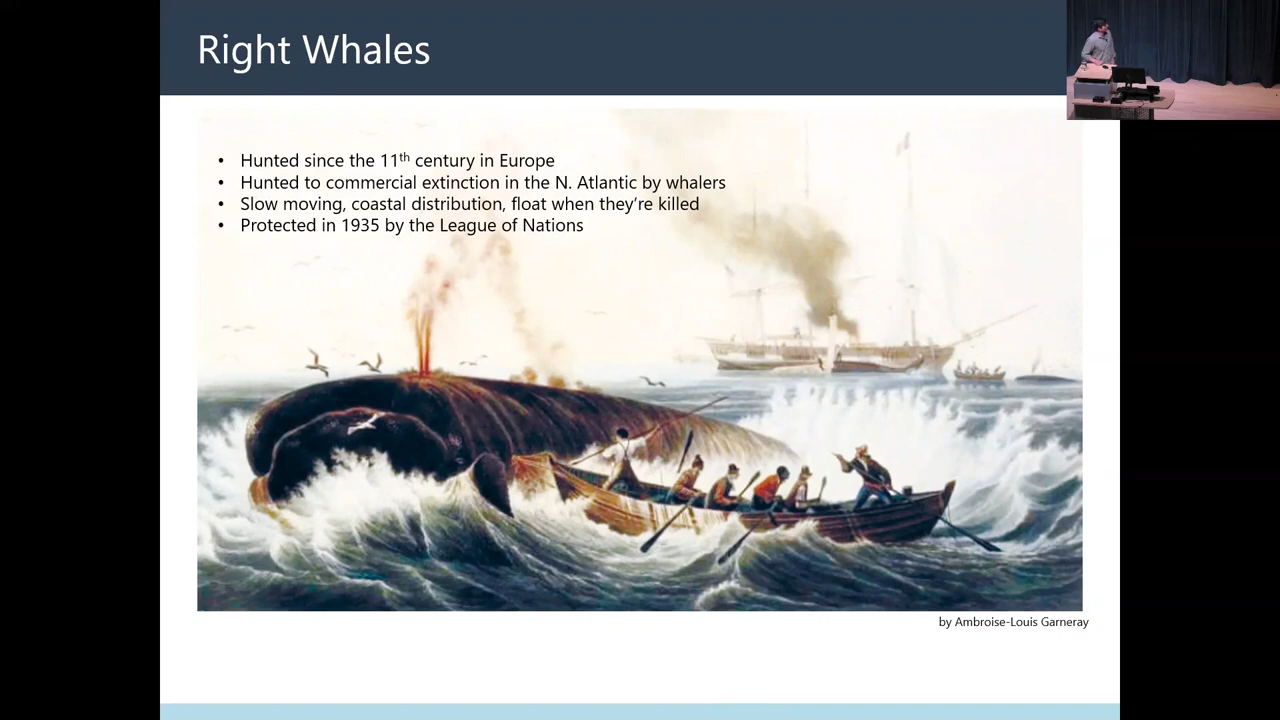 Right Whales
• Hunted since the 11th century in Europe
• Hunted to commercial extinction in the N. Atlantic by whalers
• Slow moving, coastal distribution, float when they’re killed
• Protected in 1935 by the League of Nations
by Ambroise-Louis Garneray